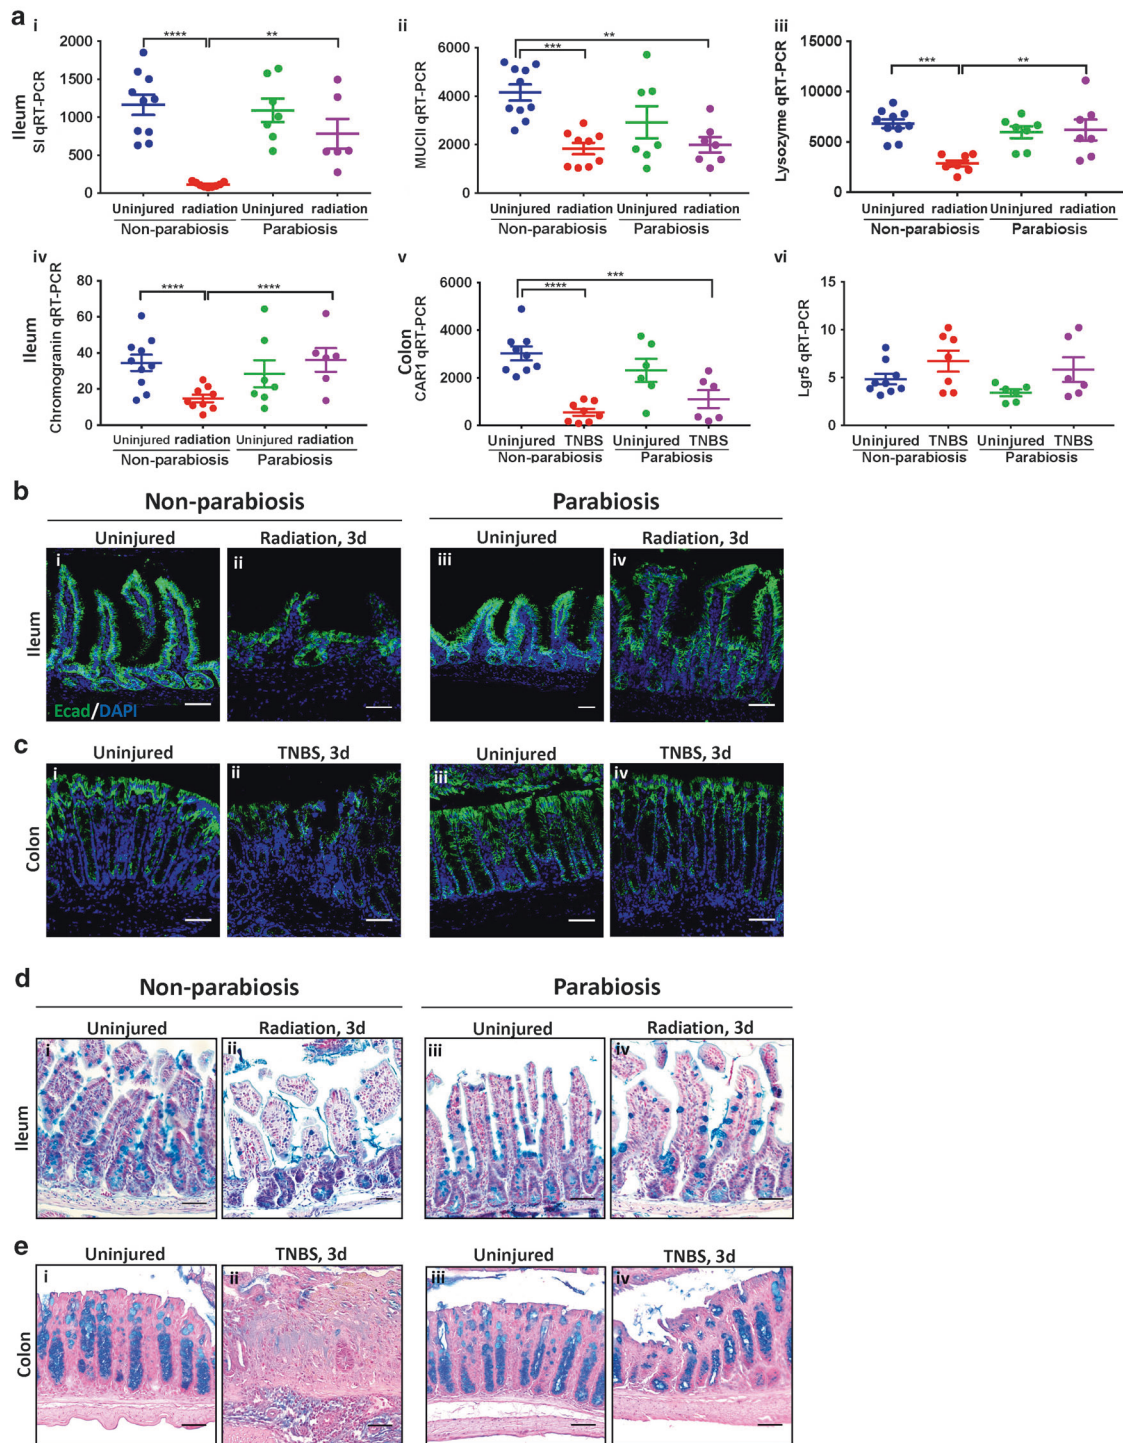 a
i
Ileum
SI qRT-PCR
2000
1500
1000
500
0
****
**
Uninjured radiation Uninjured radiation
Non-parabiosis Parabiosis
ii
MUCII qRT-PCR
6000
4000
2000
0
**
***
Uninjured radiation Uninjured radiation
Non-parabiosis Parabiosis
iii
Lysozyme qRT-PCR
15000
10000
5000
0
***
**
Uninjured radiation Uninjured radiation
Non-parabiosis Parabiosis
iv
Ileum
Chromogranin qRT-PCR
80
60
40
20
0
****
****
Uninjured radiation Uninjured radiation
Non-parabiosis Parabiosis
v
Colon
CAR1 qRT-PCR
6000
4000
2000
0
***
****
Uninjured TNBS Uninjured TNBS
Non-parabiosis Parabiosis
vi
Lgr5 qRT-PCR
15
10
5
0
Uninjured TNBS Uninjured TNBS
Non-parabiosis Parabiosis
b
Non-parabiosis Parabiosis
Uninjured Radiation, 3d Uninjured Radiation, 3d
Ileum
i ii iii iv
Ecad/DAPI
c
Uninjured TNBS, 3d Uninjured TNBS, 3d
Colon
i ii iii iv
d
Non-parabiosis Parabiosis
Uninjured Radiation, 3d Uninjured Radiation, 3d
Ileum
i ii iii iv
e
Uninjured TNBS, 3d Uninjured TNBS, 3d
Colon
i ii iii iv